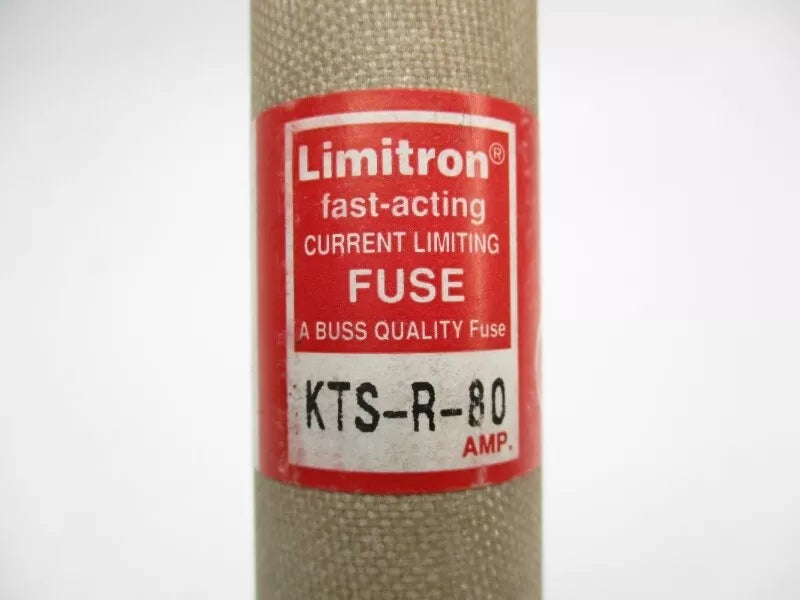 Limitron®
fast-acting
CURRENT LIMITING
FUSE
A BUSS QUALITY Fuse
KTS-R-80
AMP.